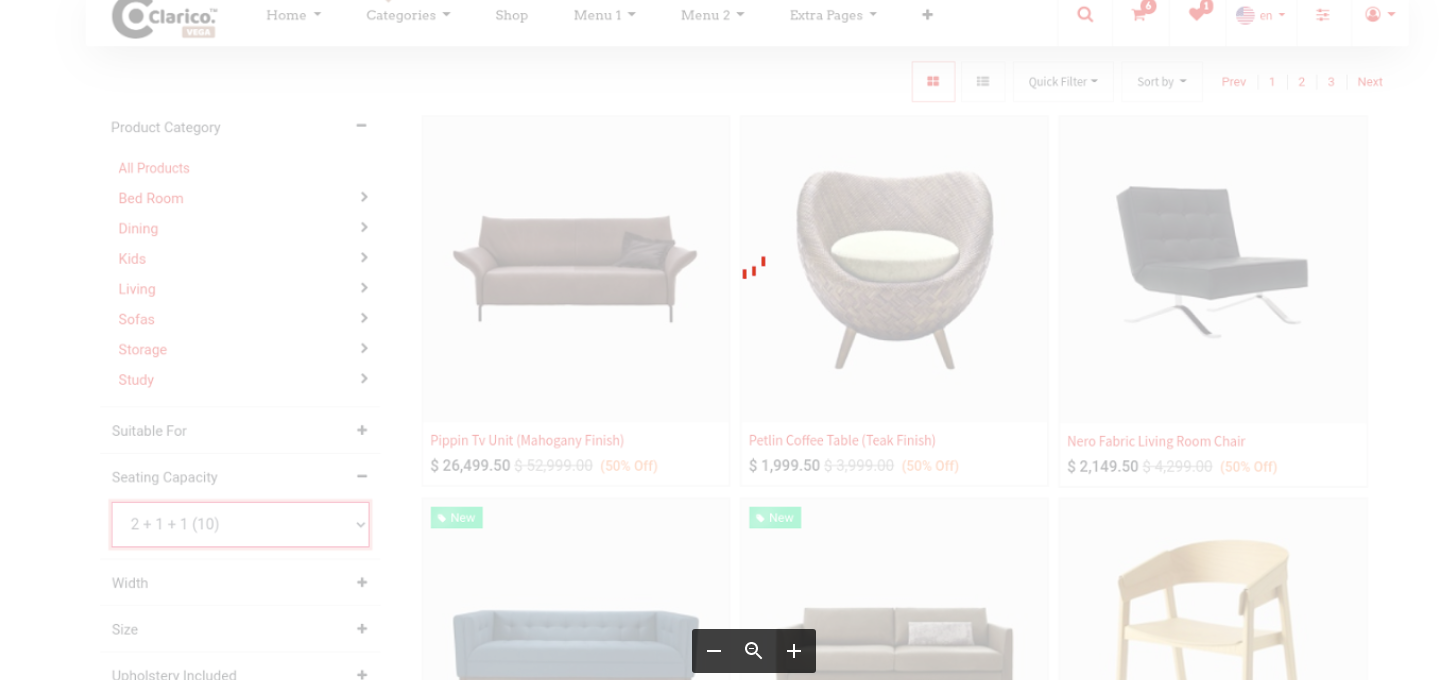 Clarico.™
VEGA
Home
Categories
Shop
Menu 1
Menu 2
Extra Pages
6
1
en
Quick Filter
Sort by
Prev
1
2
3
Next
Product Category
All Products
Bed Room
Dining
Kids
Living
Sofas
Storage
Study
Suitable For
Seating Capacity
2 + 1 + 1 (10)
Width
Size
Upholstery Included
Pippin Tv Unit (Mahogany Finish)
$ 26,499.50 $ 52,999.00 (50% Off)
Petlin Coffee Table (Teak Finish)
$ 1,999.50 $ 3,999.00 (50% Off)
Nero Fabric Living Room Chair
$ 2,149.50 $ 4,299.00 (50% Off)
New
New